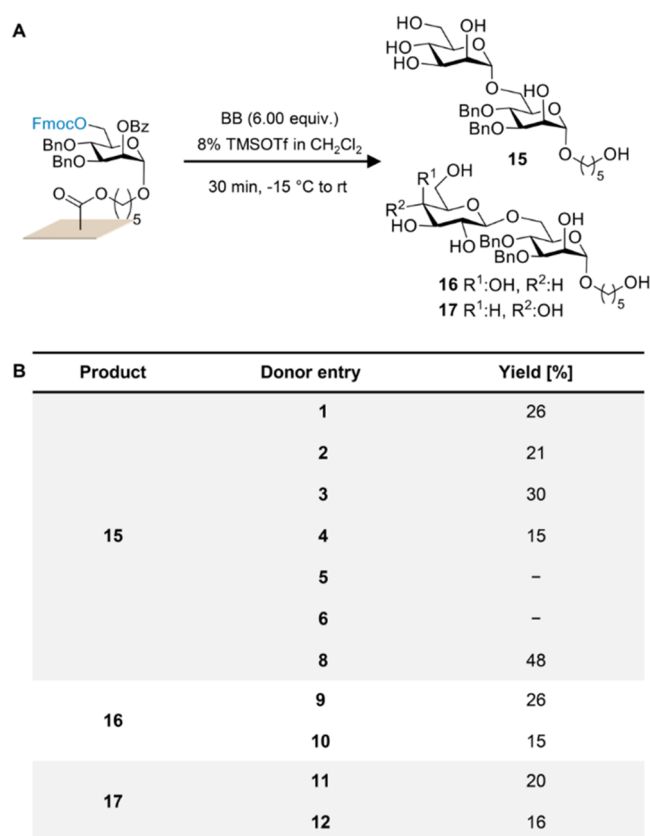 A
HO OH
HO O
HO
O HO
BnO O
BnO
O OH
15 5
FmocO OBz
BnO O
BnO
O O O
5
BB (6.00 equiv.)
8% TMSOTf in CH2Cl2
30 min, -15 °C to rt
R1 OH
R2 O O OH
HO HO BnO O
BnO
O OH
5
16 R1:OH, R2:H
17 R1:H, R2:OH
B Product Donor entry Yield [%]
1 26
2 21
3 30
15 4 15
5 –
6 –
8 48
16 9 26
10 15
17 11 20
12 16